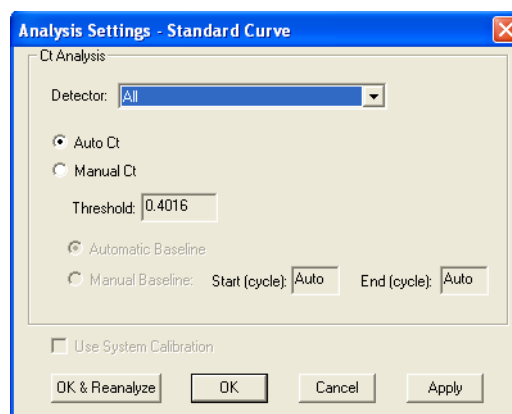 Analysis Settings - Standard Curve
Ct Analysis
Detector: All
Auto Ct
Manual Ct
Threshold: 0.4016
Automatic Baseline
Manual Baseline: Start (cycle): Auto End (cycle): Auto
Use System Calibration
OK & Reanalyze OK Cancel Apply